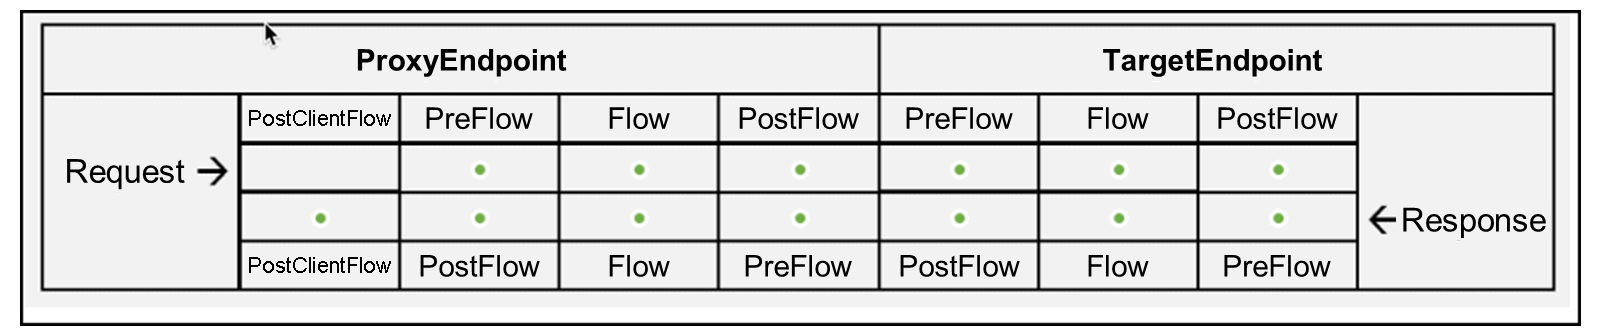 ProxyEndpoint TargetEndpoint
PostClientFlow PreFlow Flow PostFlow PreFlow Flow PostFlow
Request →
← Response
PostClientFlow PostFlow Flow PreFlow PostFlow Flow PreFlow